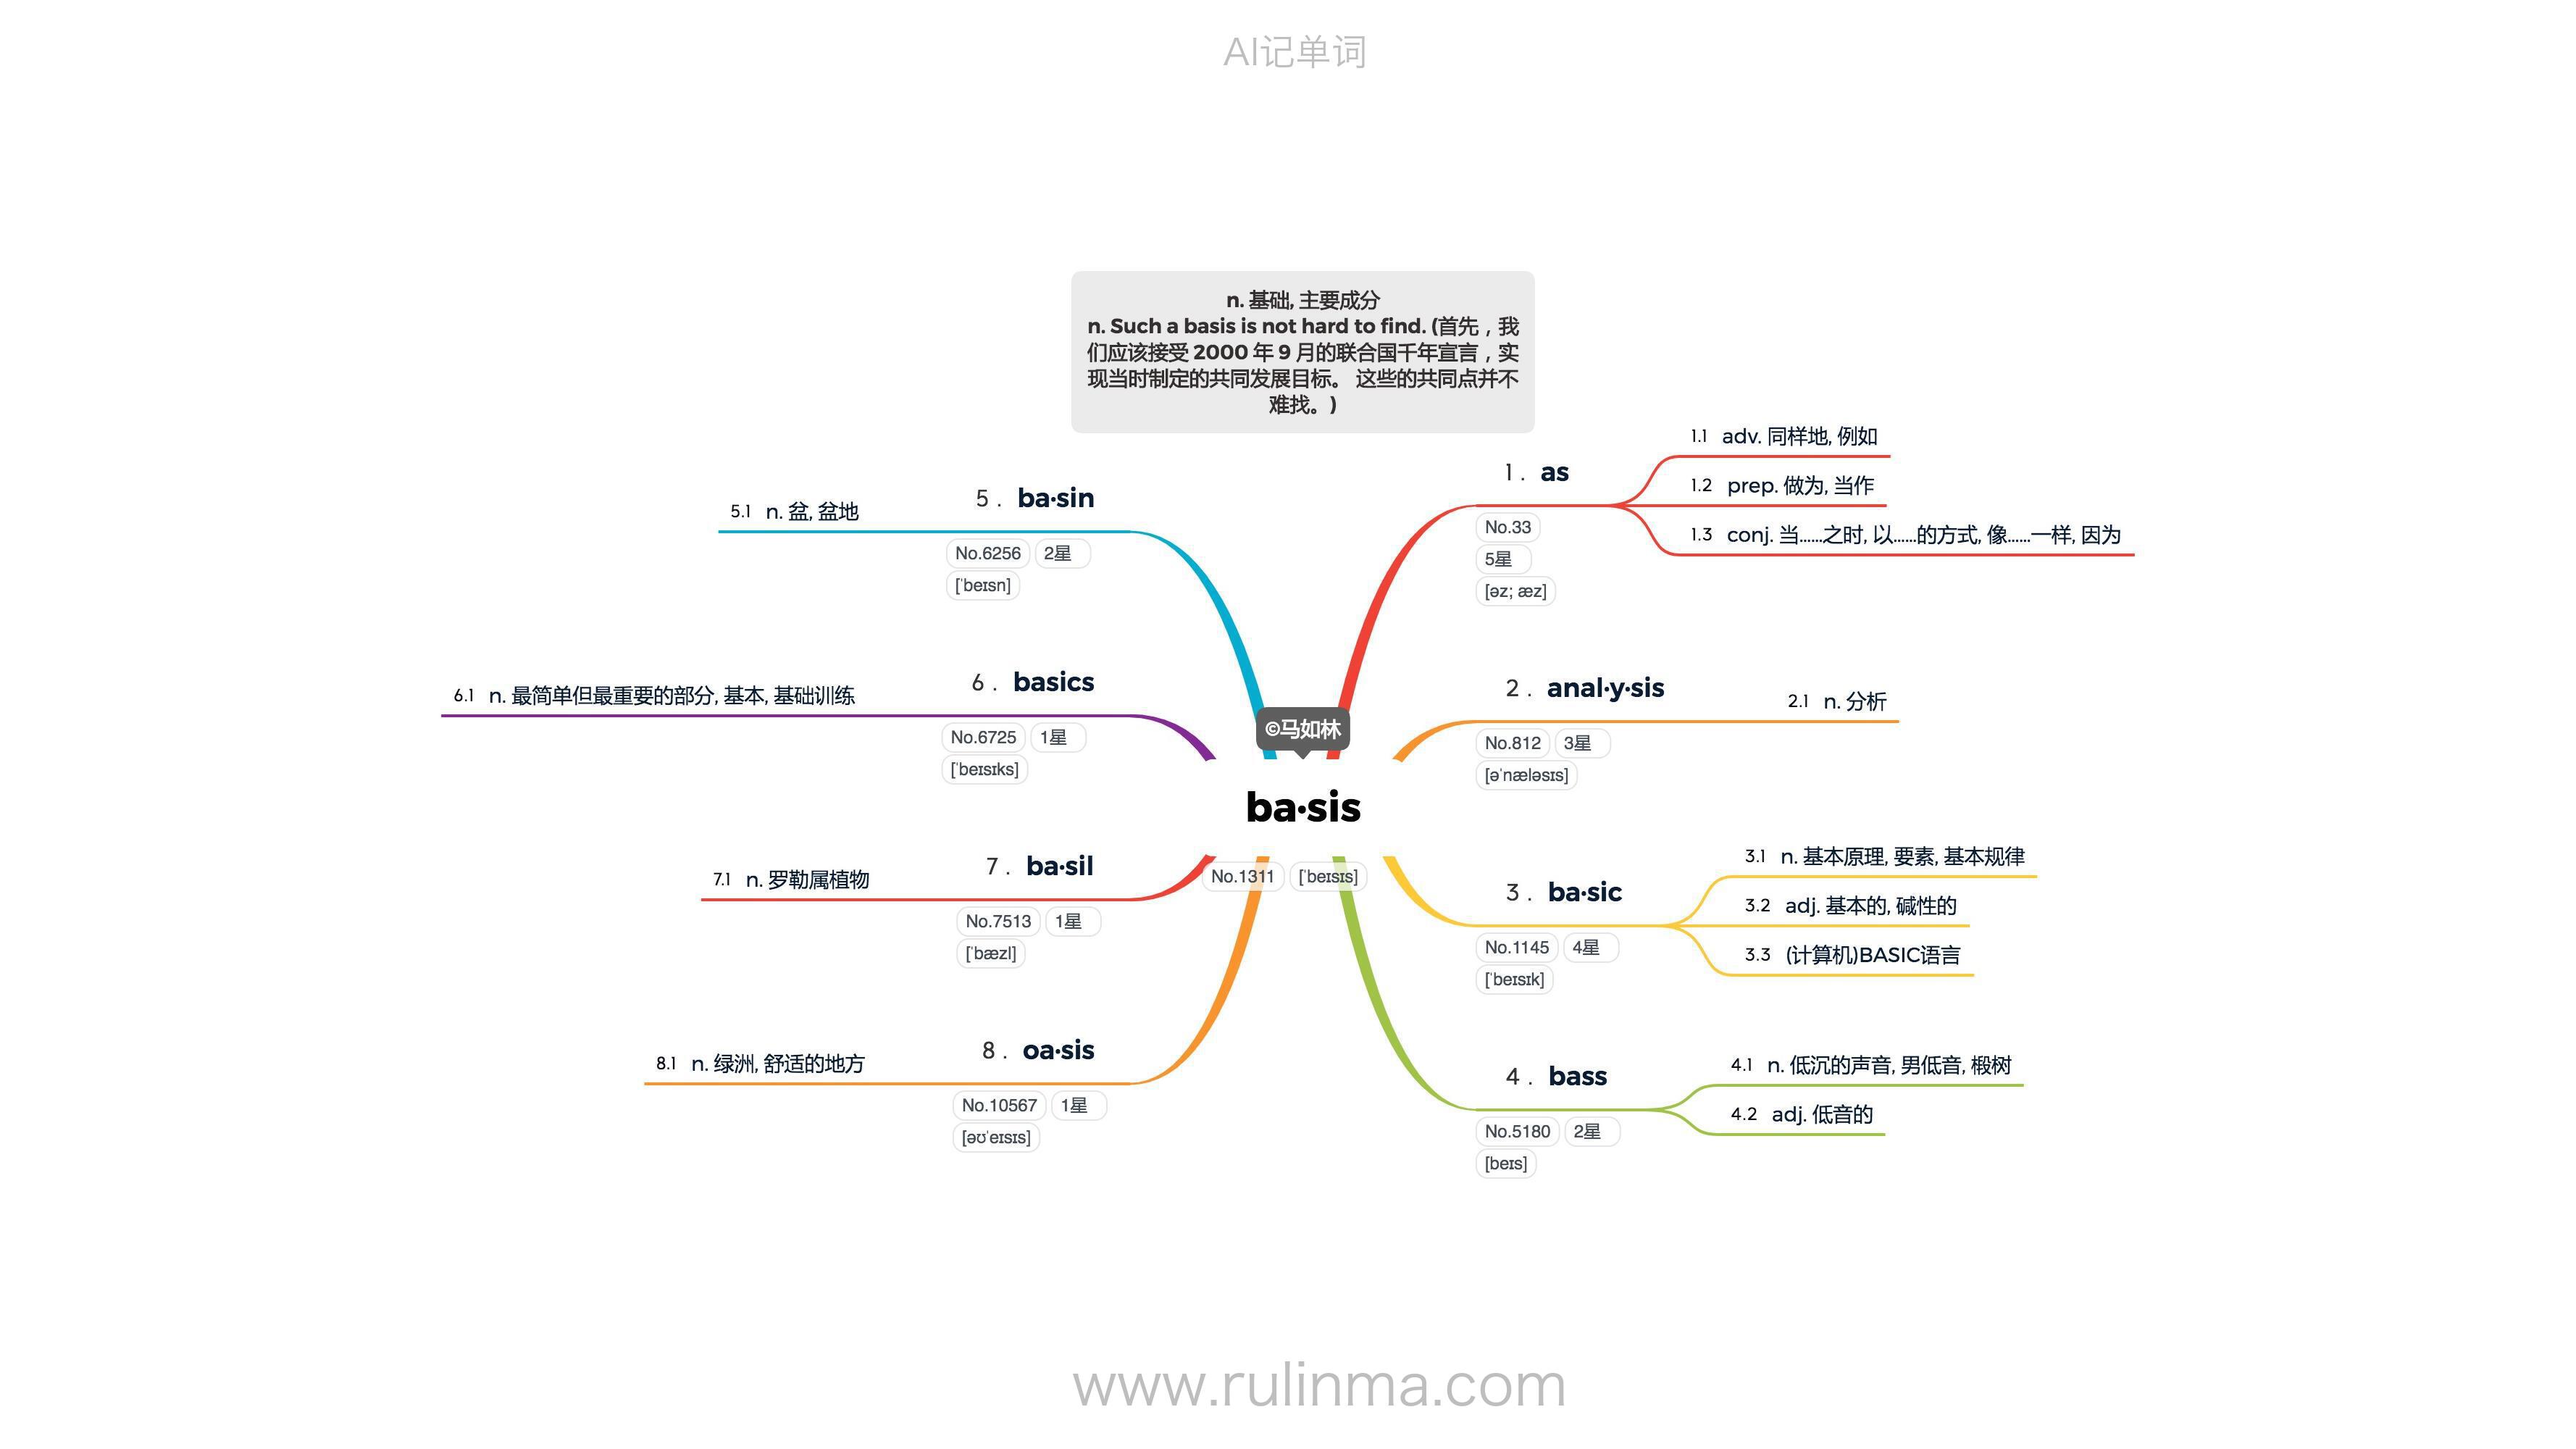 AI记单词
n. 基础, 主要成分
n. Such a basis is not hard to find. (首先，我
们应该接受 2000 年 9 月的联合国千年宣言，实
现当时制定的共同发展目标。 这些的共同点并不
难找。)
©马如林
ba·sis
No.1311 [ˈbeɪsɪs]
1. as
No.33
5星
[əz; æz]
1.1 adv. 同样地, 例如
1.2 prep. 做为, 当作
1.3 conj. 当……之时, 以……的方式, 像……一样, 因为
2. anal·y·sis
No.812 3星
[əˈnæləsɪs]
2.1 n. 分析
3. ba·sic
No.1145 4星
[ˈbeɪsɪk]
3.1 n. 基本原理, 要素, 基本规律
3.2 adj. 基本的, 碱性的
3.3 (计算机)BASIC语言
4. bass
No.5180 2星
[beɪs]
4.1 n. 低沉的声音, 男低音, 椴树
4.2 adj. 低音的
5. ba·sin
No.6256 2星
[ˈbeɪsn]
5.1 n. 盆, 盆地
6. basics
No.6725 1星
[ˈbeɪsɪks]
6.1 n. 最简单但最重要的部分, 基本, 基础训练
7. ba·sil
No.7513 1星
[ˈbæzl]
7.1 n. 罗勒属植物
8. oa·sis
No.10567 1星
[əʊˈeɪsɪs]
8.1 n. 绿洲, 舒适的地方
www.rulinma.com